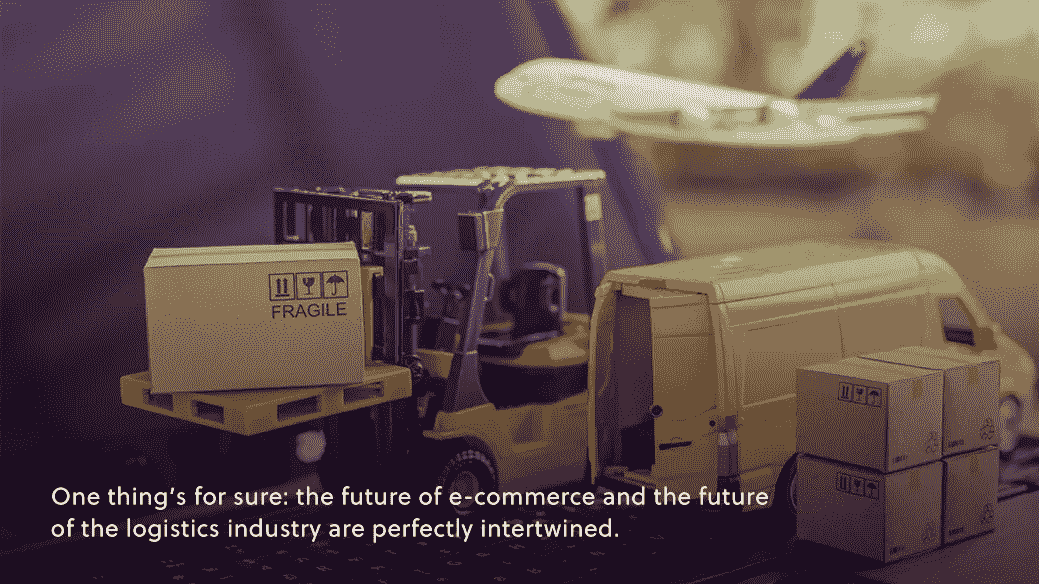 FRAGILE
One thing's for sure: the future of e-commerce and the future
of the logistics industry are perfectly intertwined.